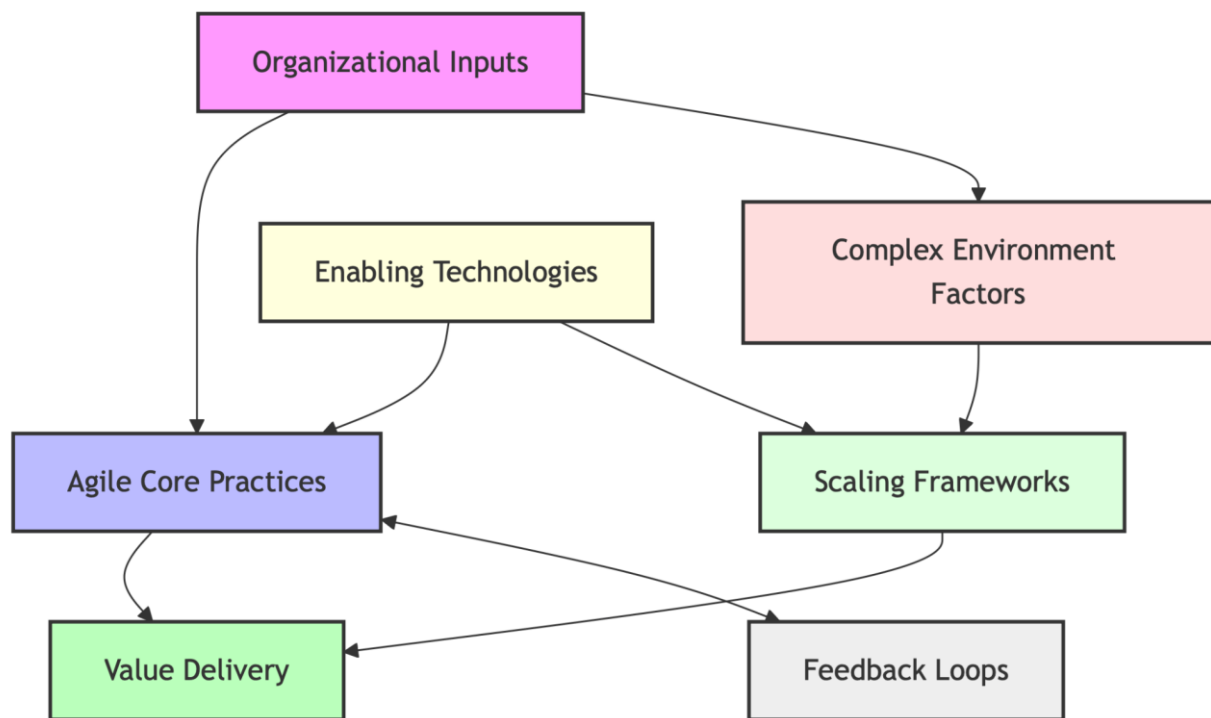 Organizational Inputs
Enabling Technologies
Complex Environment
Factors
Agile Core Practices
Scaling Frameworks
Value Delivery
Feedback Loops